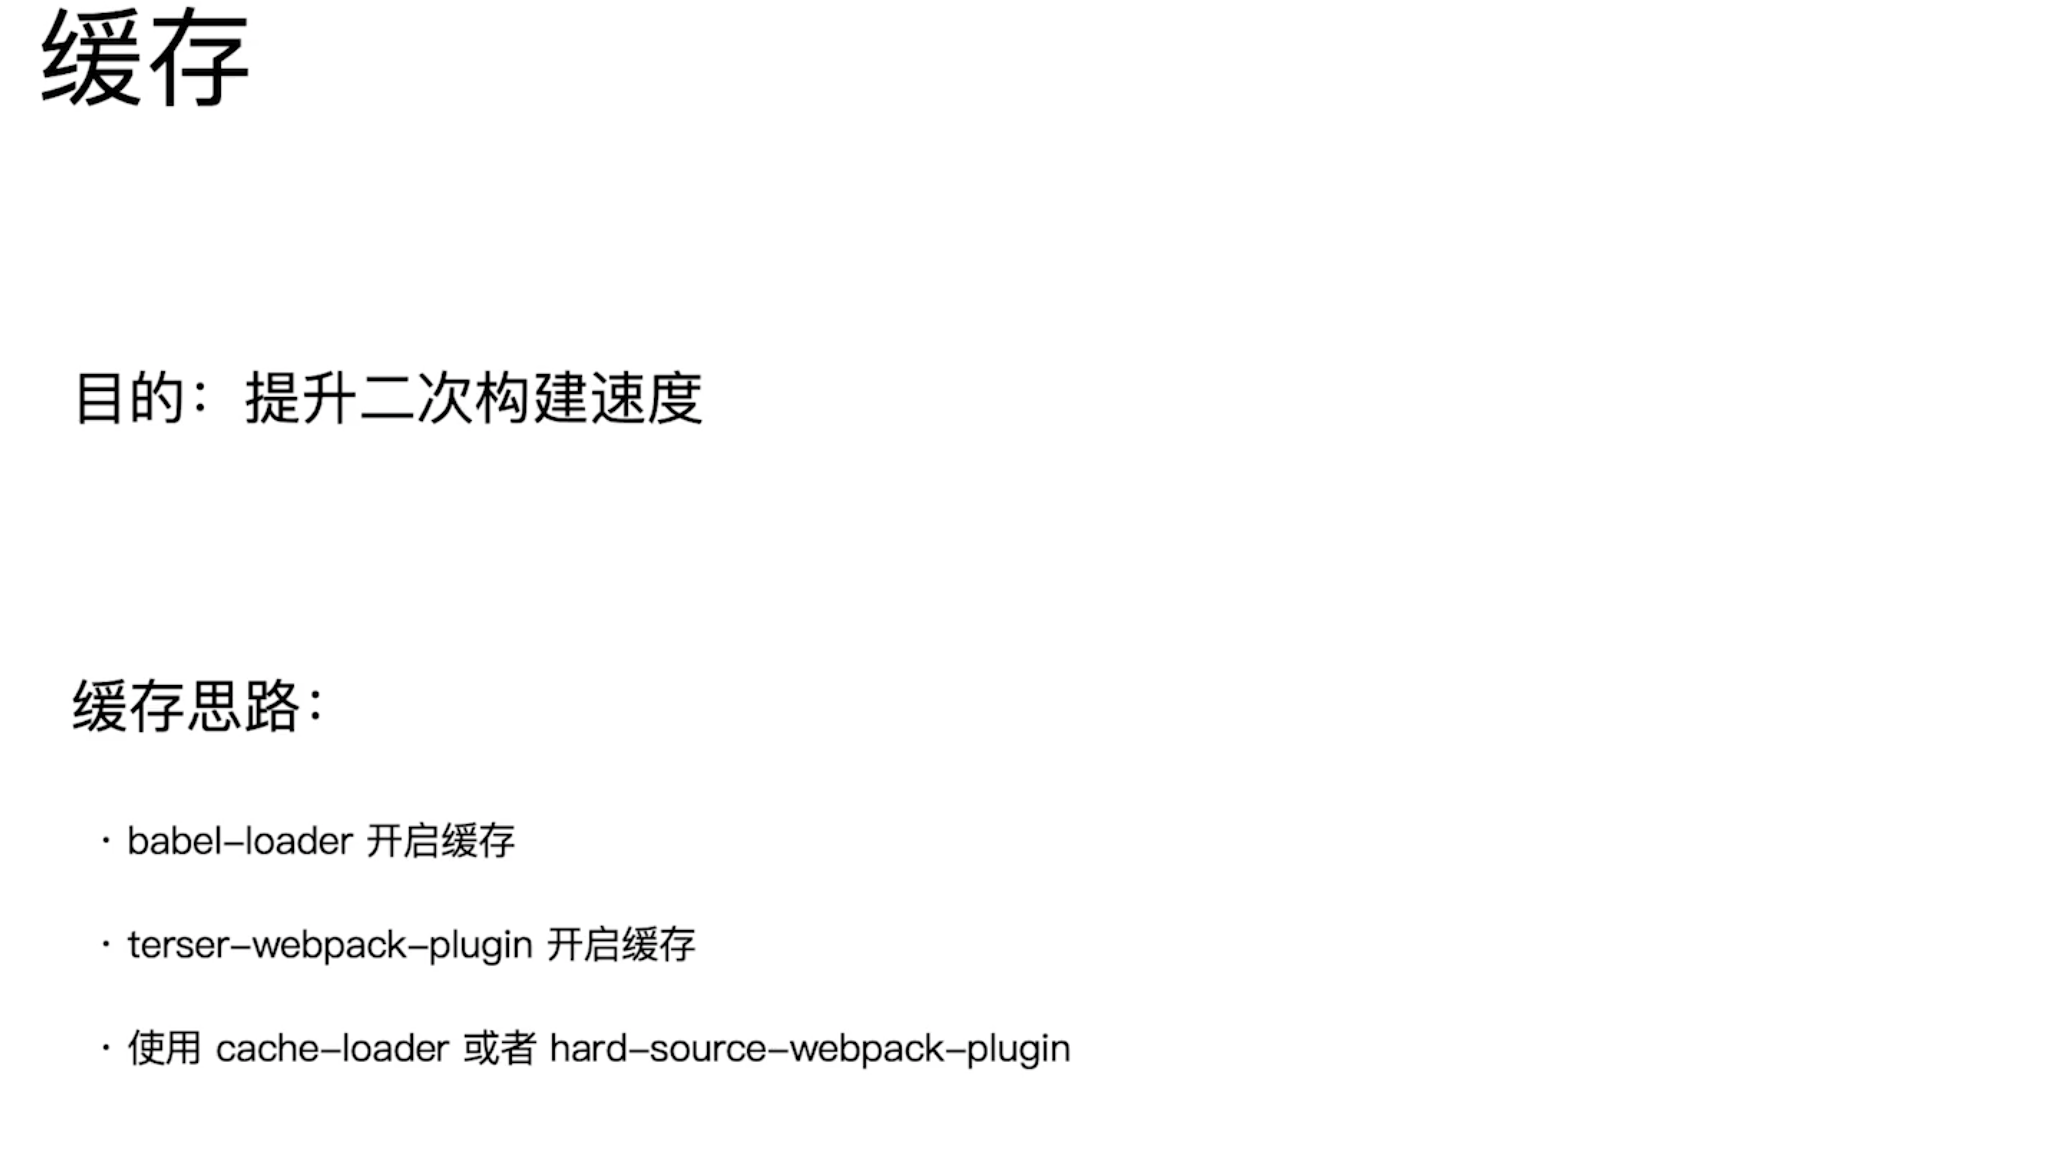 缓存
目的：提升二次构建速度
缓存思路：
· babel-loader 开启缓存
· terser-webpack-plugin 开启缓存
· 使用 cache-loader 或者 hard-source-webpack-plugin